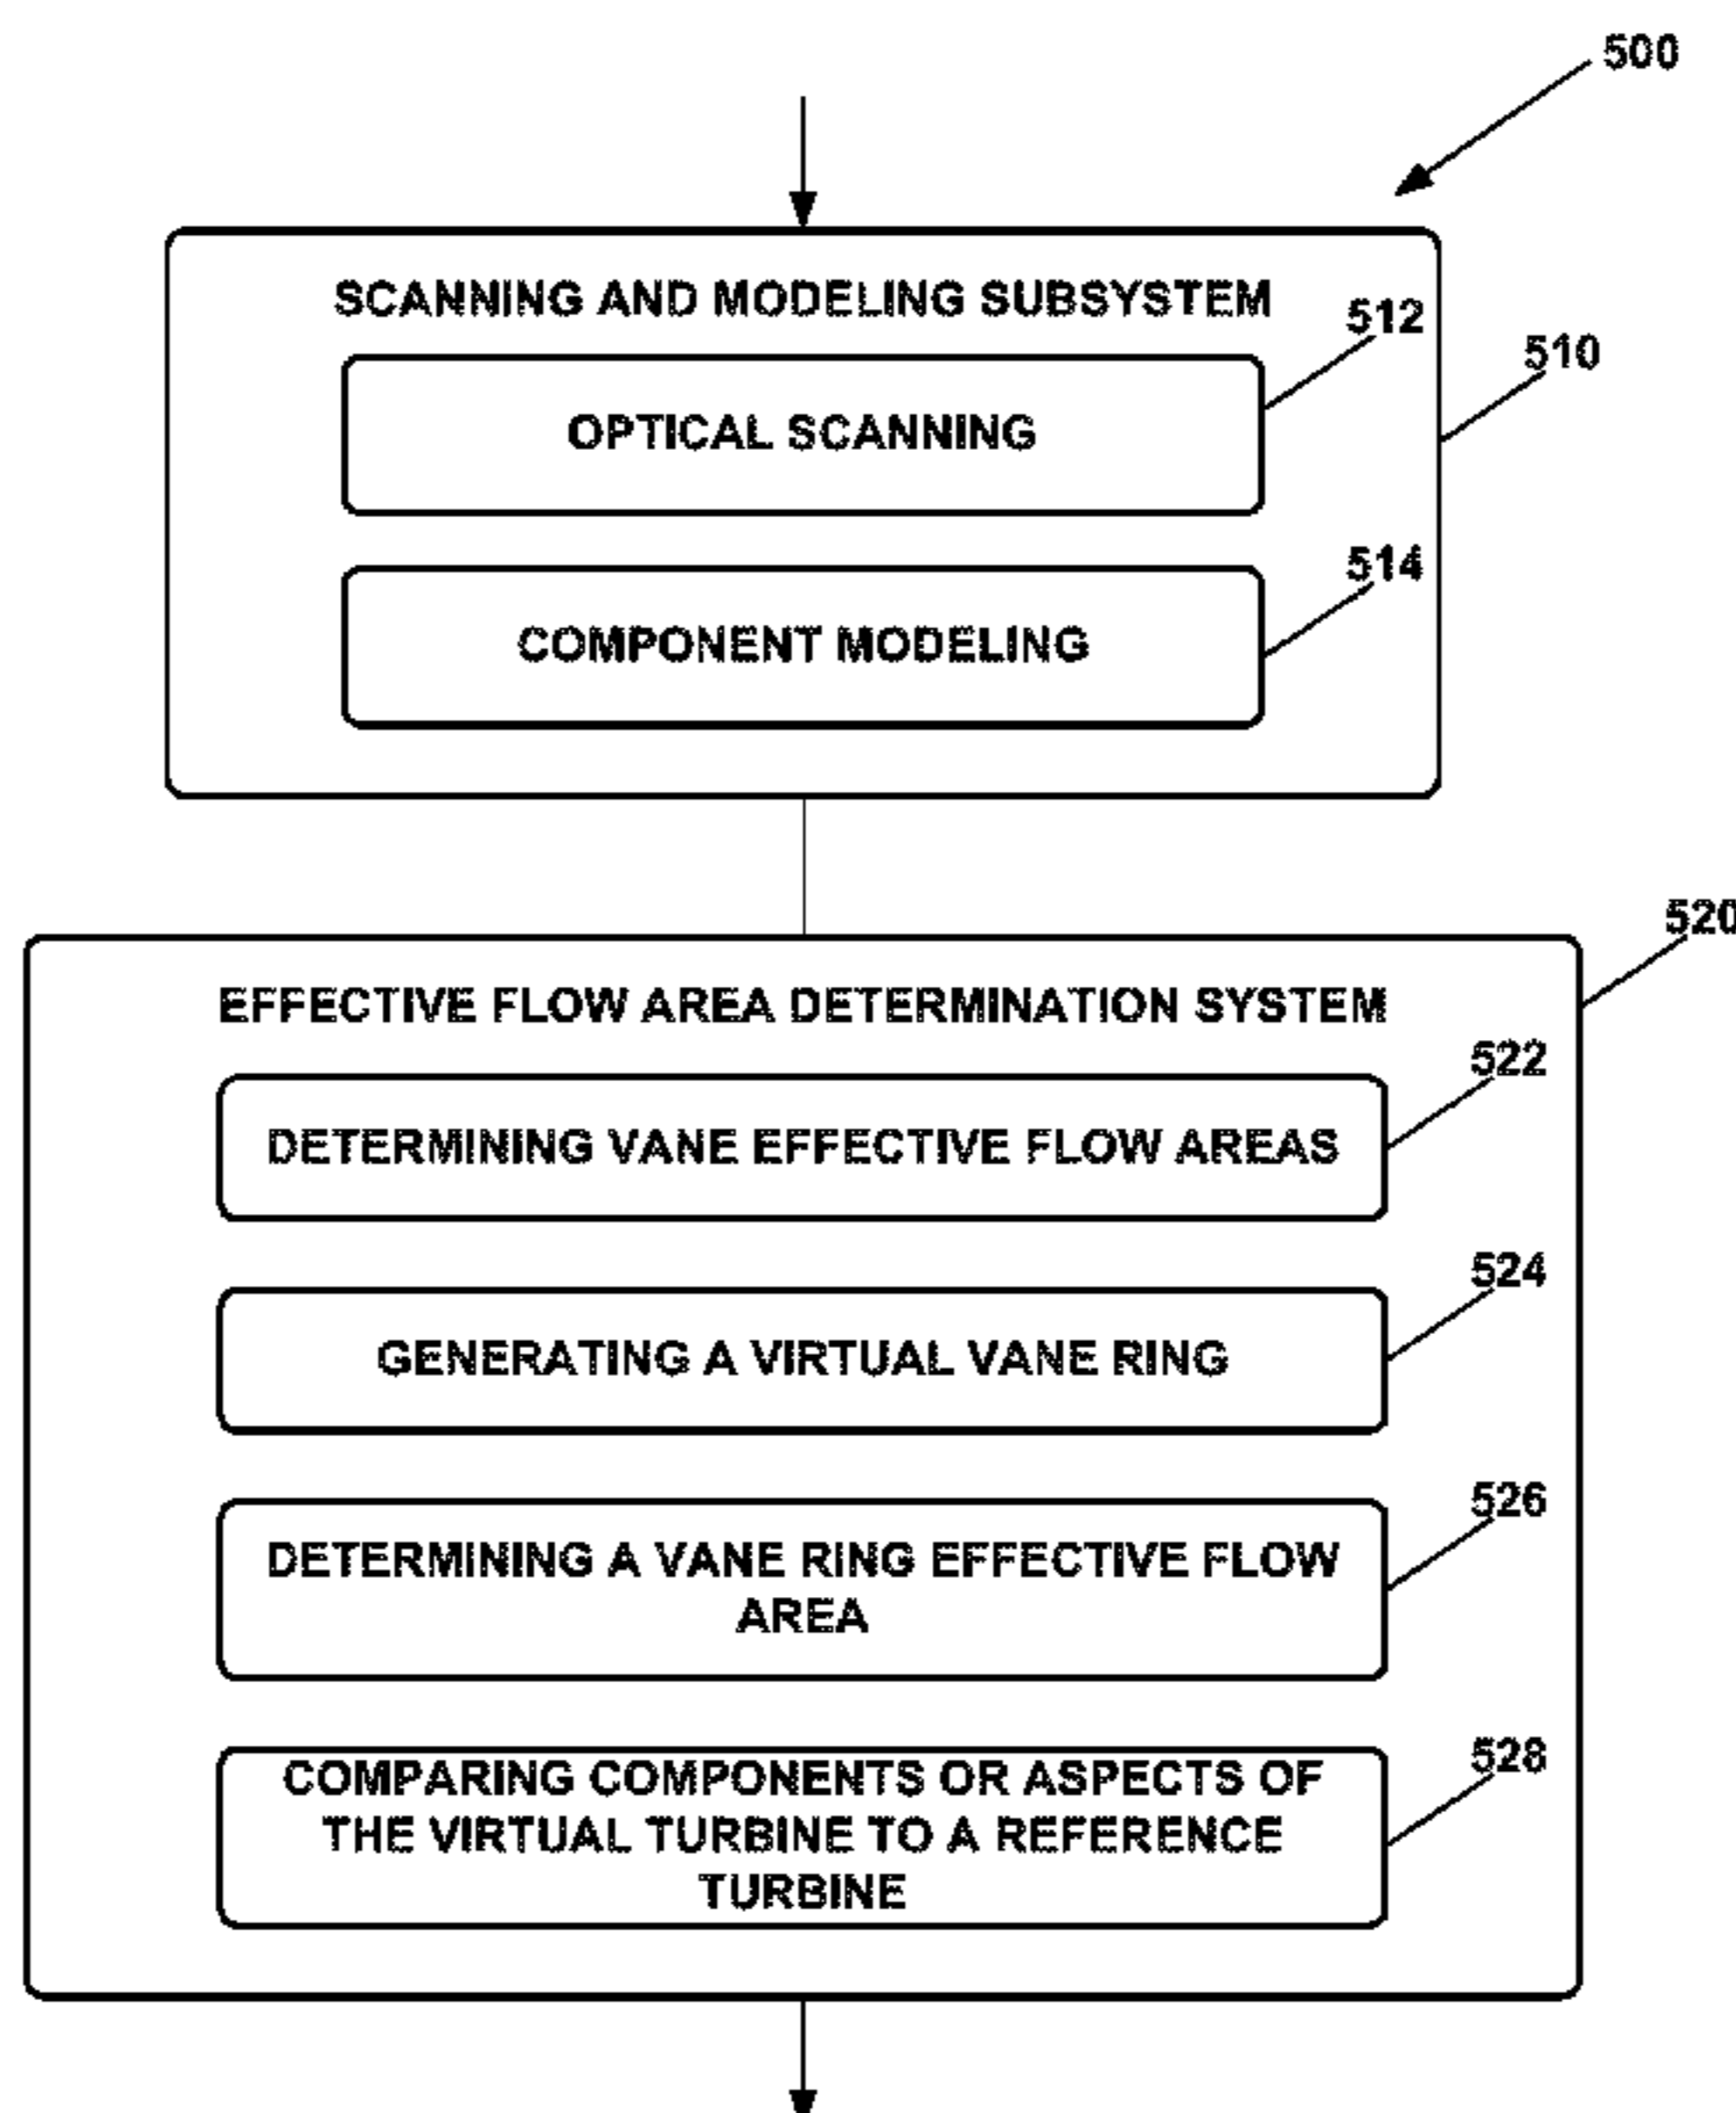 500
SCANNING AND MODELING SUBSYSTEM
512
510
OPTICAL SCANNING
514
COMPONENT MODELING
520
EFFECTIVE FLOW AREA DETERMINATION SYSTEM
522
DETERMINING VANE EFFECTIVE FLOW AREAS
524
GENERATING A VIRTUAL VANE RING
526
DETERMINING A VANE RING EFFECTIVE FLOW
AREA
528
COMPARING COMPONENTS OR ASPECTS OF
THE VIRTUAL TURBINE TO A REFERENCE
TURBINE